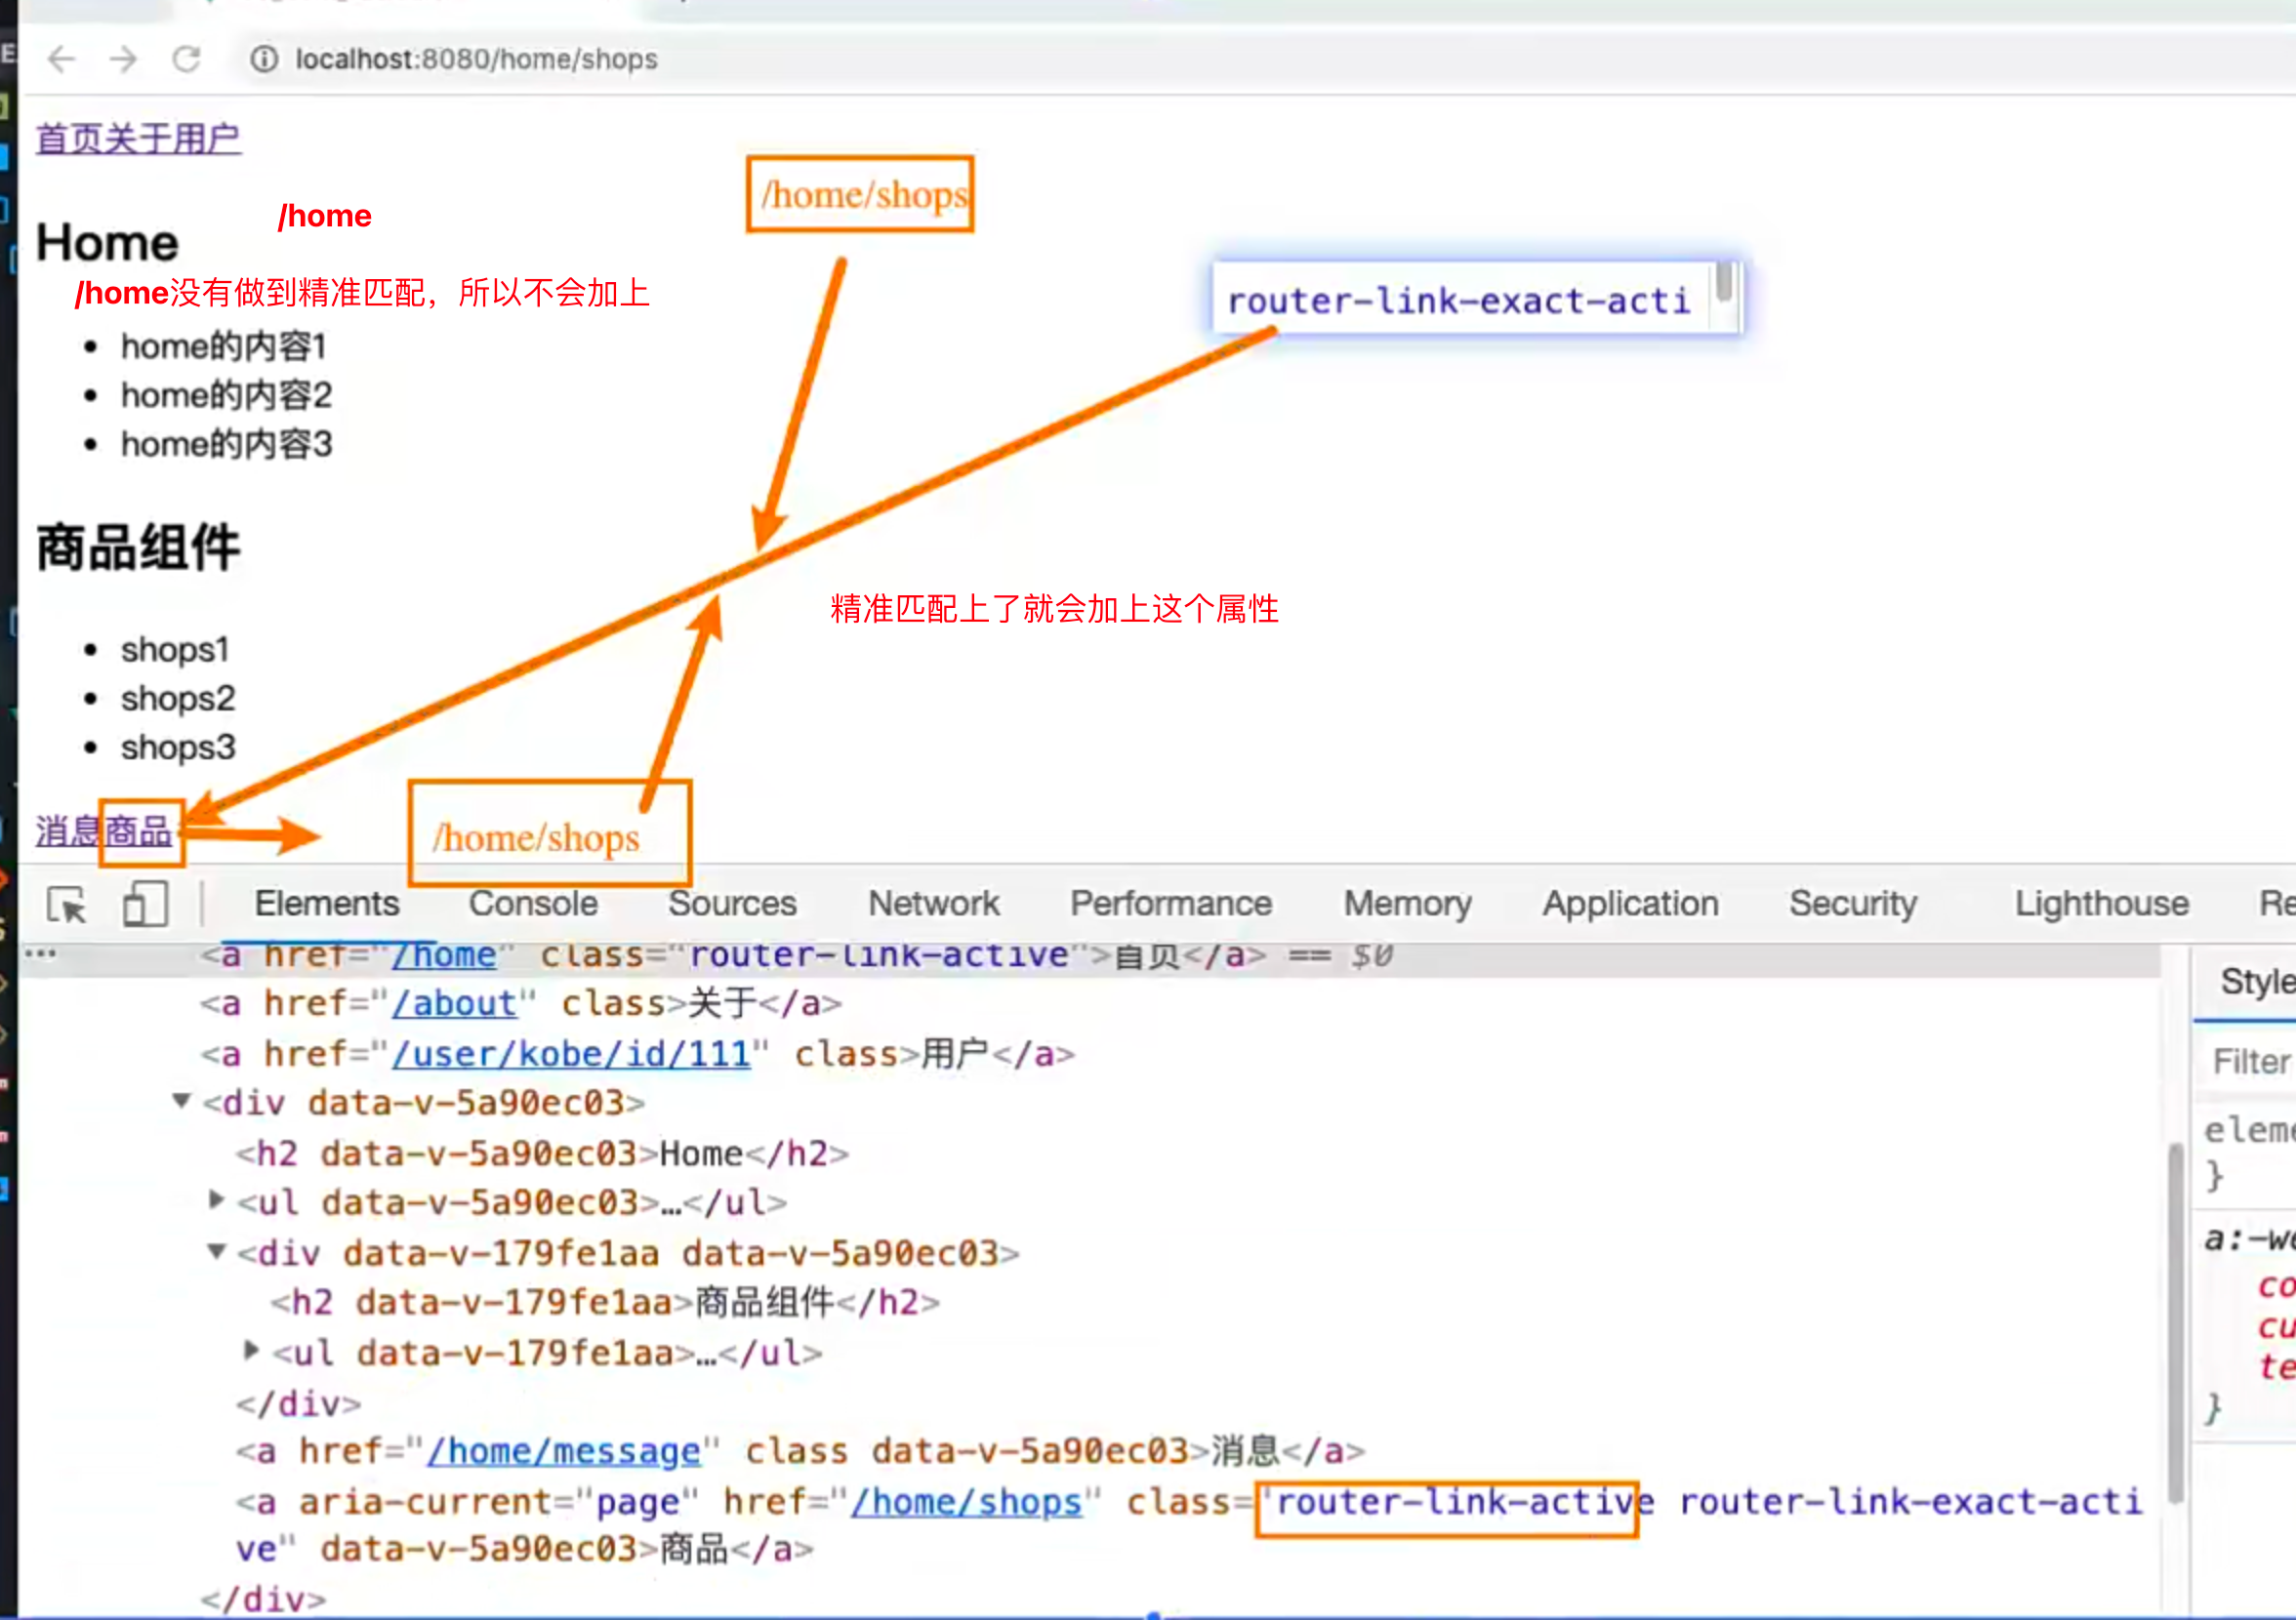 localhost:8080/home/shops
首页关于用户
/home/shops
/home
Home
/home没有做到精准匹配，所以不会加上
router-link-exact-acti
home的内容1
home的内容2
home的内容3
商品组件
精准匹配上了就会加上这个属性
shops1
shops2
shops3
消息商品
/home/shops
Elements Console Sources Network Performance Memory Application Security Lighthouse Re
<a href="/home" class="router-link-active">首页</a> == $0
<a href="/about" class>关于</a>
<a href="/user/kobe/id/111" class>用户</a>
<div data-v-5a90ec03>
<h2 data-v-5a90ec03>Home</h2>
<ul data-v-5a90ec03>…</ul>
<div data-v-179fe1aa data-v-5a90ec03>
<h2 data-v-179fe1aa>商品组件</h2>
<ul data-v-179fe1aa>…</ul>
</div>
<a href="/home/message" class data-v-5a90ec03>消息</a>
<a aria-current="page" href="/home/shops" class="router-link-active router-link-exact-acti
ve" data-v-5a90ec03>商品</a>
</div>
Style
Filter
eleme
}
a:-we
co
cu
te
}